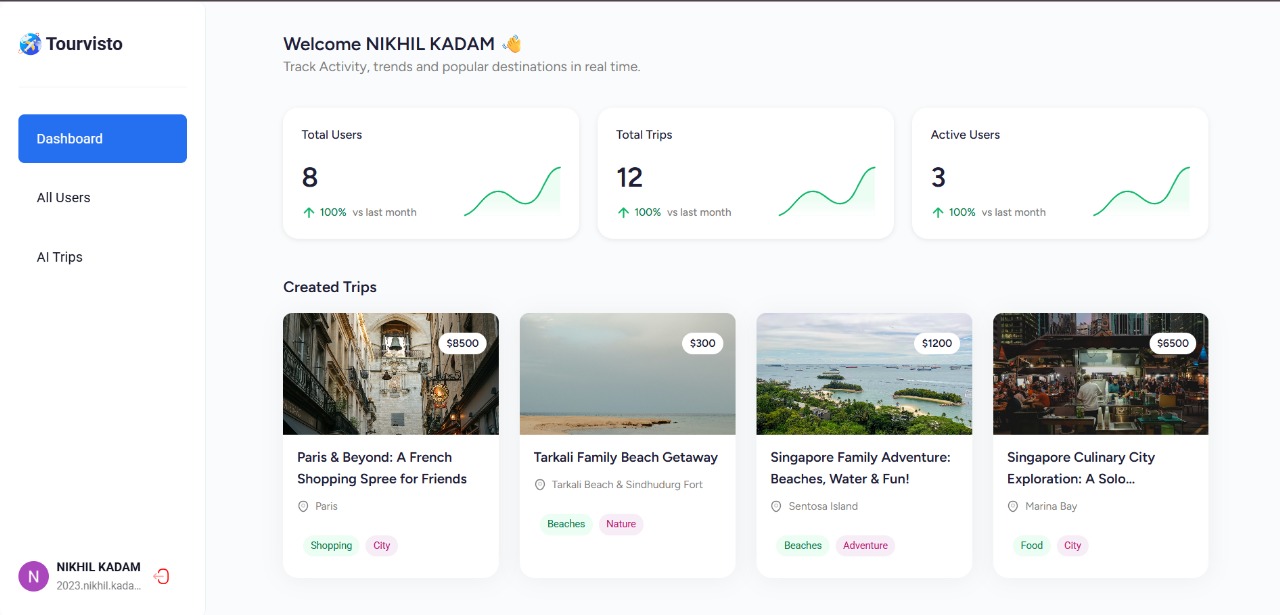 Tourvisto
Dashboard
All Users
AI Trips
NIKHIL KADAM
2023.nikhil.kada...
Welcome NIKHIL KADAM 👋
Track Activity, trends and popular destinations in real time.
Total Users
8
100% vs last month
Total Trips
12
100% vs last month
Active Users
3
100% vs last month
Created Trips
$8500
Paris & Beyond: A French
Shopping Spree for Friends
Paris
Shopping City
$300
Tarkali Family Beach Getaway
Tarkali Beach & Sindhudurg Fort
Beaches Nature
$1200
Singapore Family Adventure:
Beaches, Water & Fun!
Sentosa Island
Beaches Adventure
$6500
Singapore Culinary City
Exploration: A Solo...
Marina Bay
Food City
N